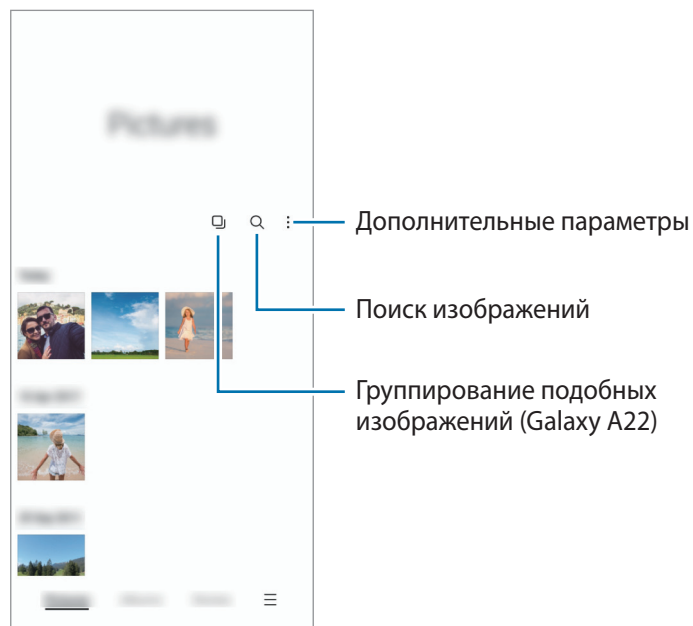 Pictures
Дополнительные параметры
Поиск изображений
Группирование подобных
изображений (Galaxy A22)